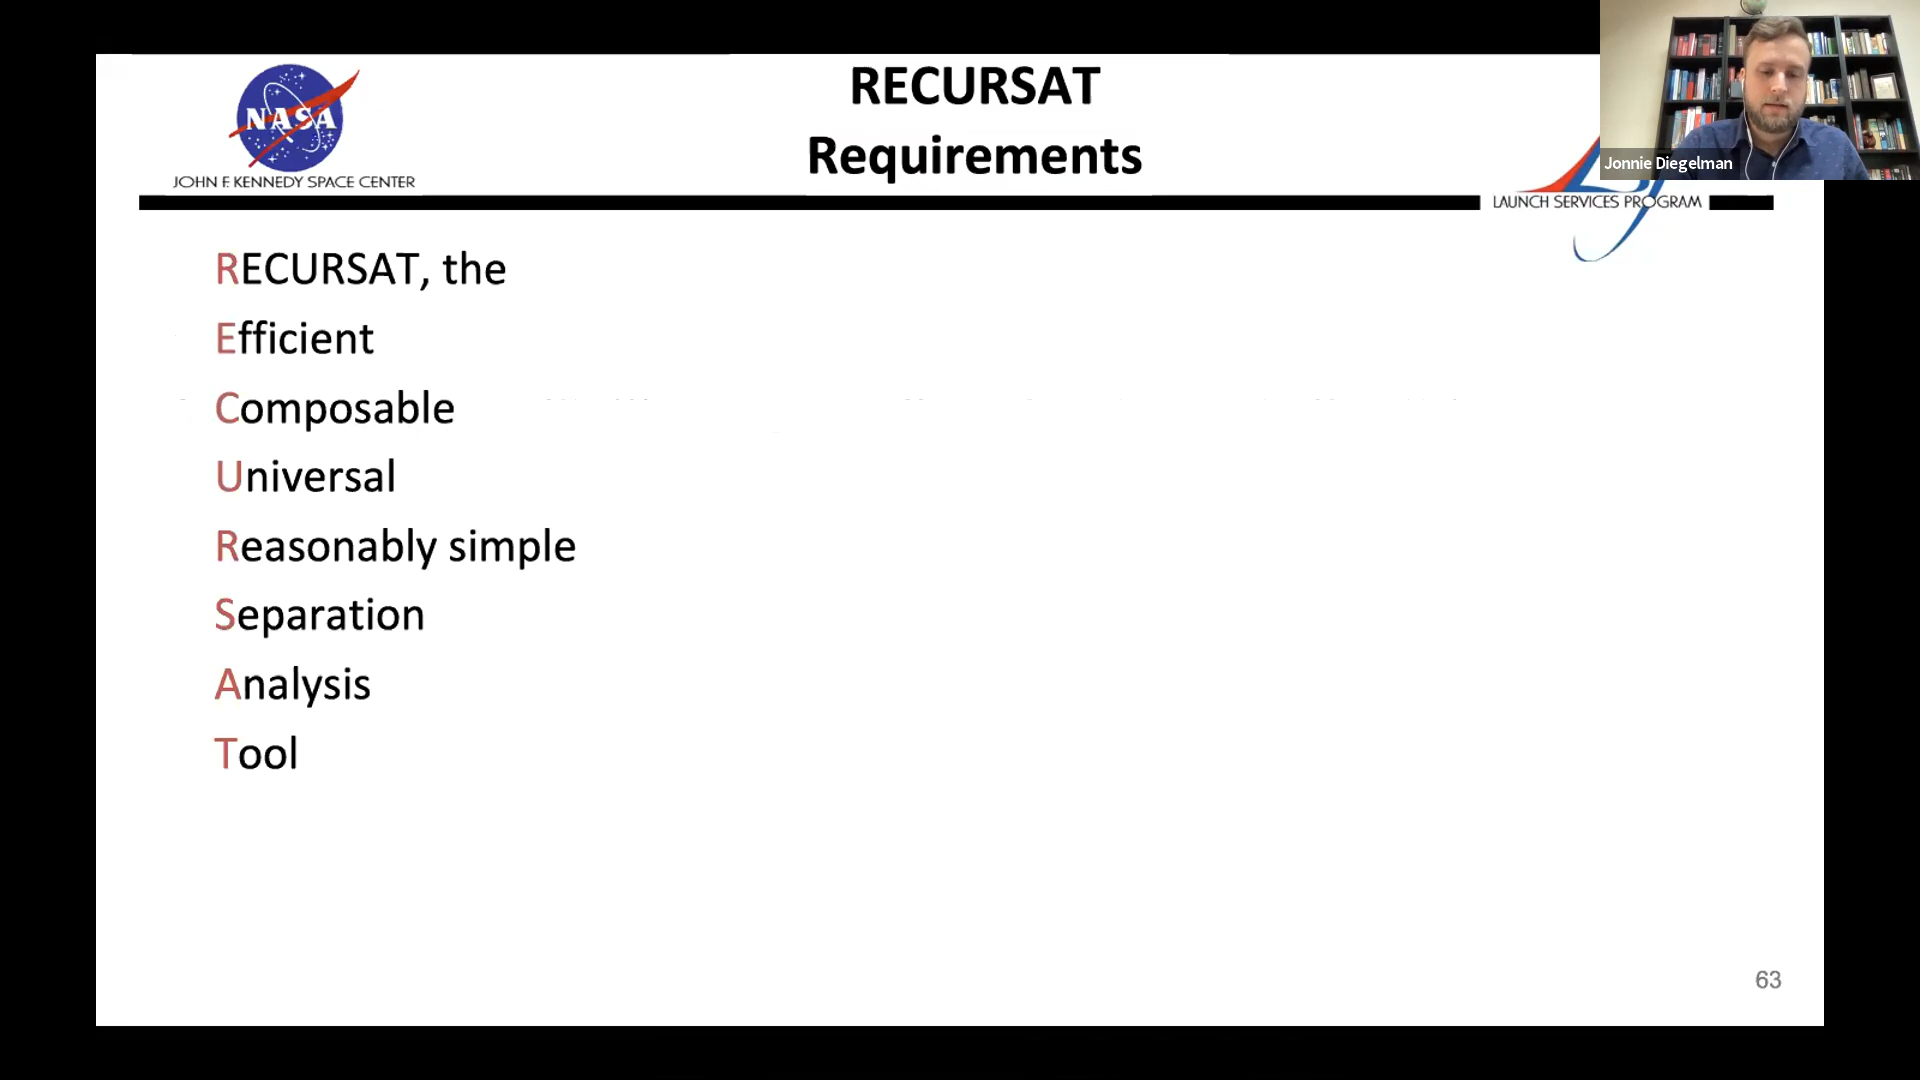 RECURSAT
Requirements
NASA
JOHN F. KENNEDY SPACE CENTER
Jonnie Diegelman
LAUNCH SERVICES PROGRAM
RECURSAT, the
Efficient
Composable
Universal
Reasonably simple
Separation
Analysis
Tool
63